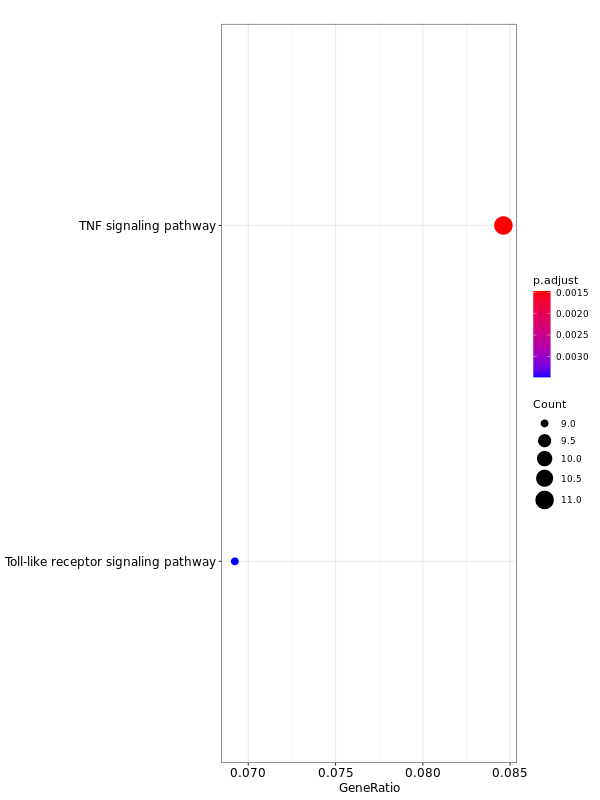 TNF signaling pathway
Toll-like receptor signaling pathway
0.070
0.075
0.080
0.085
GeneRatio
p.adjust
0.0015
0.0020
0.0025
0.0030
Count
9.0
9.5
10.0
10.5
11.0